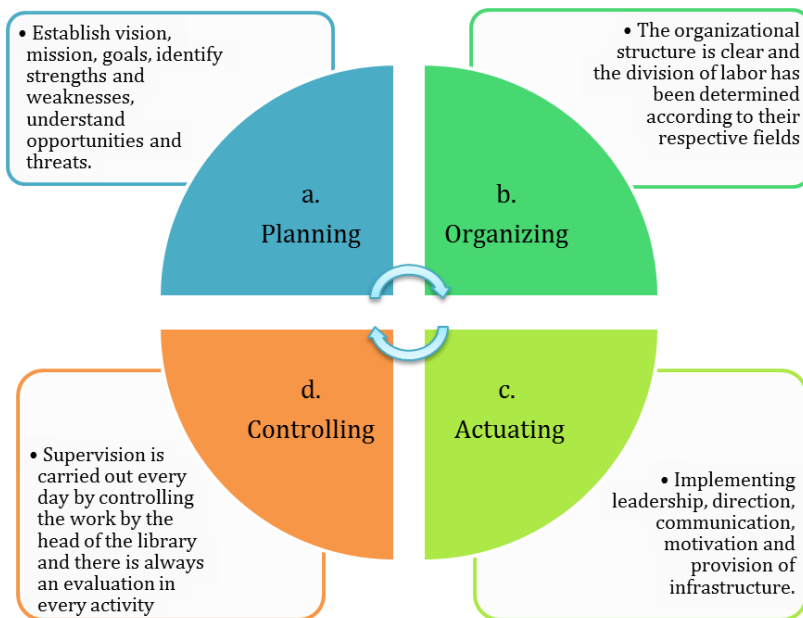 • Establish vision,
mission, goals, identify
strengths and
weaknesses,
understand
opportunities and
threats.
• The organizational
structure is clear and
the division of labor has
been determined
according to their
respective fields
a.
Planning
b.
Organizing
d.
Controlling
c.
Actuating
• Supervision is
carried out every
day by controlling
the work by the
head of the library
and there is always
an evaluation in
every activity
• Implementing
leadership, direction,
communication,
motivation and
provision of
infrastructure.